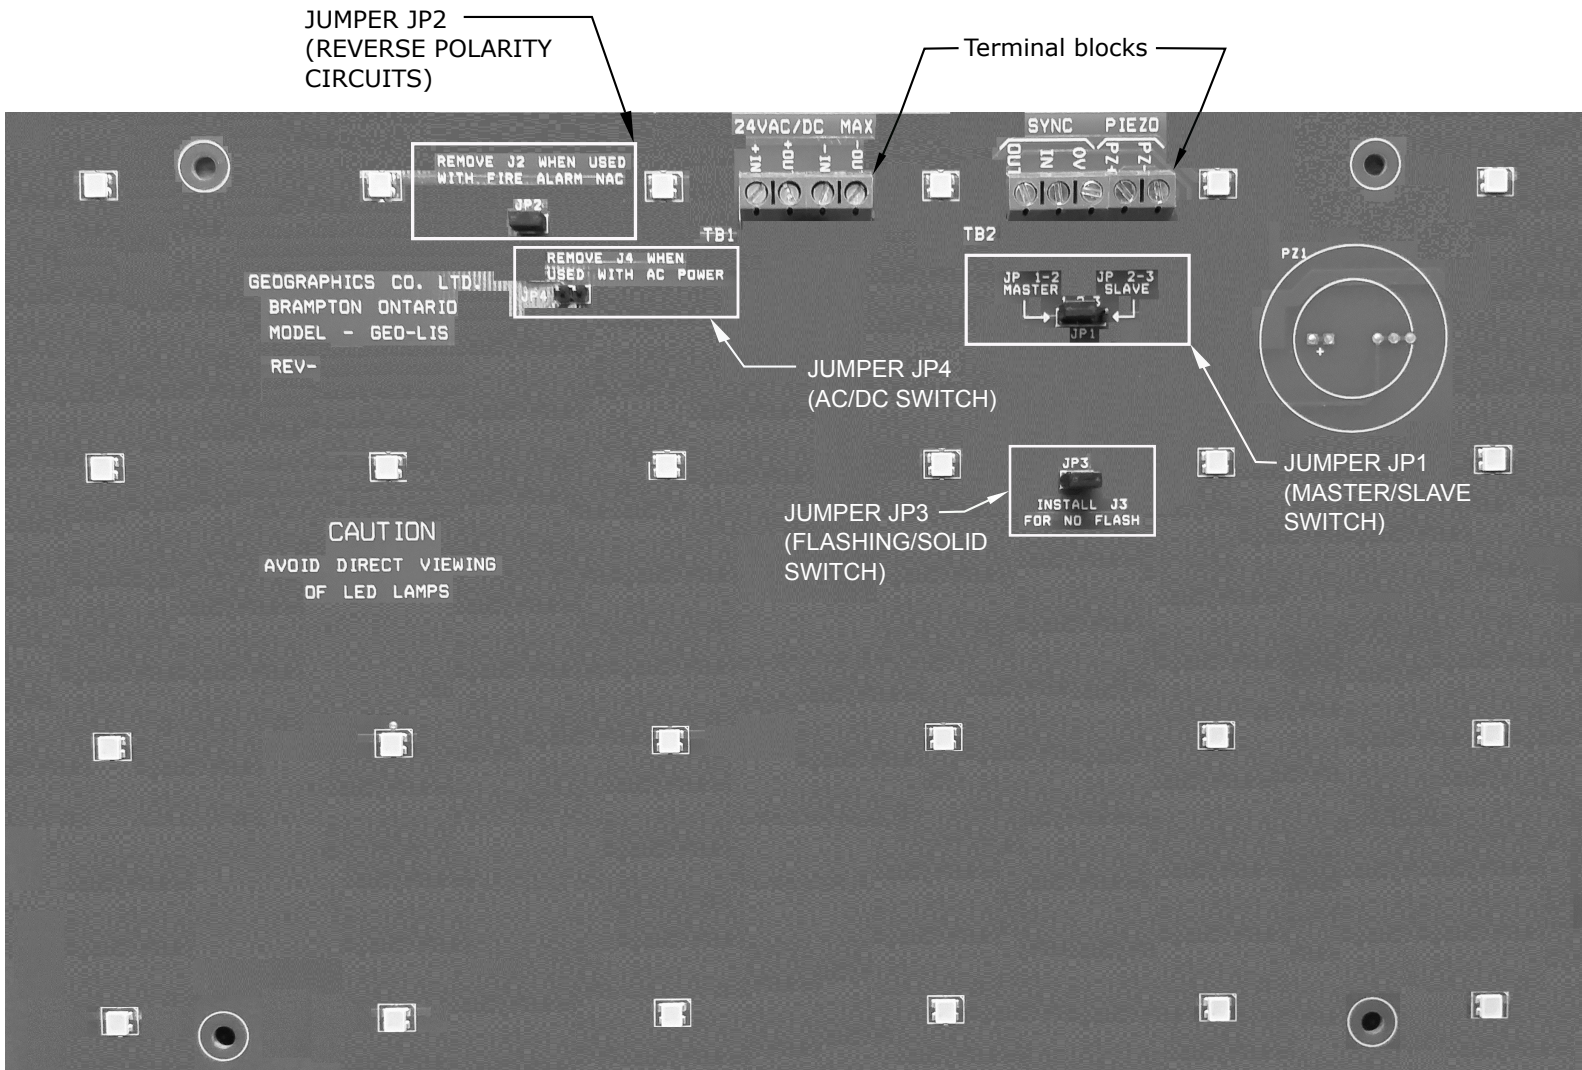 JUMPER JP2
(REVERSE POLARITY
CIRCUITS)
Terminal blocks
24VAC/DC MAX
+IN +OUT -IN -OUT
SYNC PIEZO
OUT IN 0V PZ+ PZ-
REMOVE J2 WHEN USED
WITH FIRE ALARM NAC
JP2
TB1
TB2
REMOVE J4 WHEN
USED WITH AC POWER
JP4
GEOGRAPHICS CO. LTD.
BRAMPTON ONTARIO
MODEL - GEO-LIS
REV-
JP 1-2
MASTER
JP 2-3
SLAVE
JP1
PZ1
+
JUMPER JP4
(AC/DC SWITCH)
JUMPER JP1
(MASTER/SLAVE
SWITCH)
JP3
INSTALL J3
FOR NO FLASH
JUMPER JP3
(FLASHING/SOLID
SWITCH)
CAUTION
AVOID DIRECT VIEWING
OF LED LAMPS